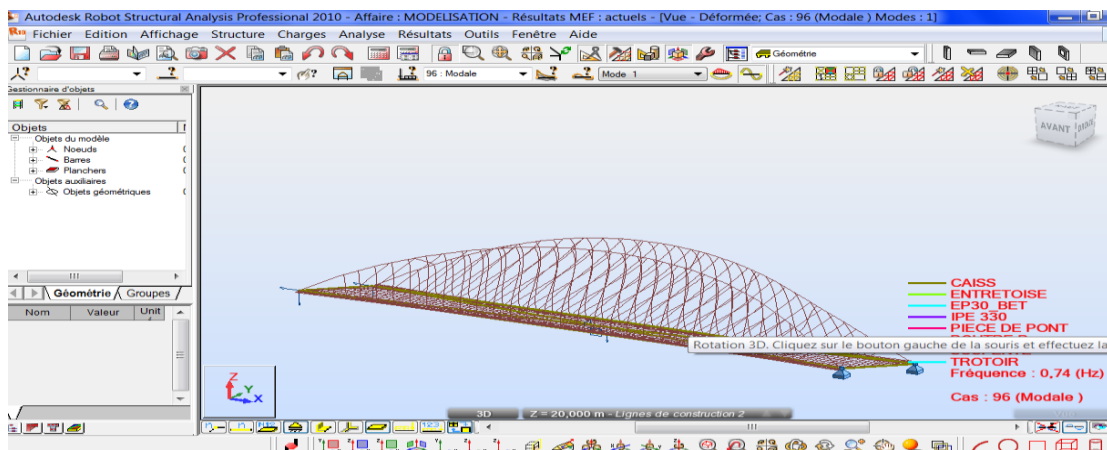 Autodesk Robot Structural Analysis Professional 2010 - Affaire : MODELISATION - Résultats MEF : actuels - [Vue - Déformée; Cas : 96 (Modale ) Modes : 1]
Fichier Edition Affichage Structure Charges Analyse Résultats Outils Fenêtre Aide
Géométrie
96 : Modale
Mode 1
Gestionnaire d'objets
Objets
Objets du modèle
Noeuds
Barres
Planchers
Objets auxiliaires
Objets géométriques
Géométrie
Groupes
Nom Valeur Unit
AVANT
CAISS
ENTRETOISE
EP30_BET
IPE 330
PIECE DE PONT
Rotation 3D. Cliquez sur le bouton gauche de la souris et effectuez la
TROTOIR
Fréquence : 0,74 (Hz)
Cas : 96 (Modale )
Z
Y
X
3D
Z = 20,000 m - Lignes de construction 2